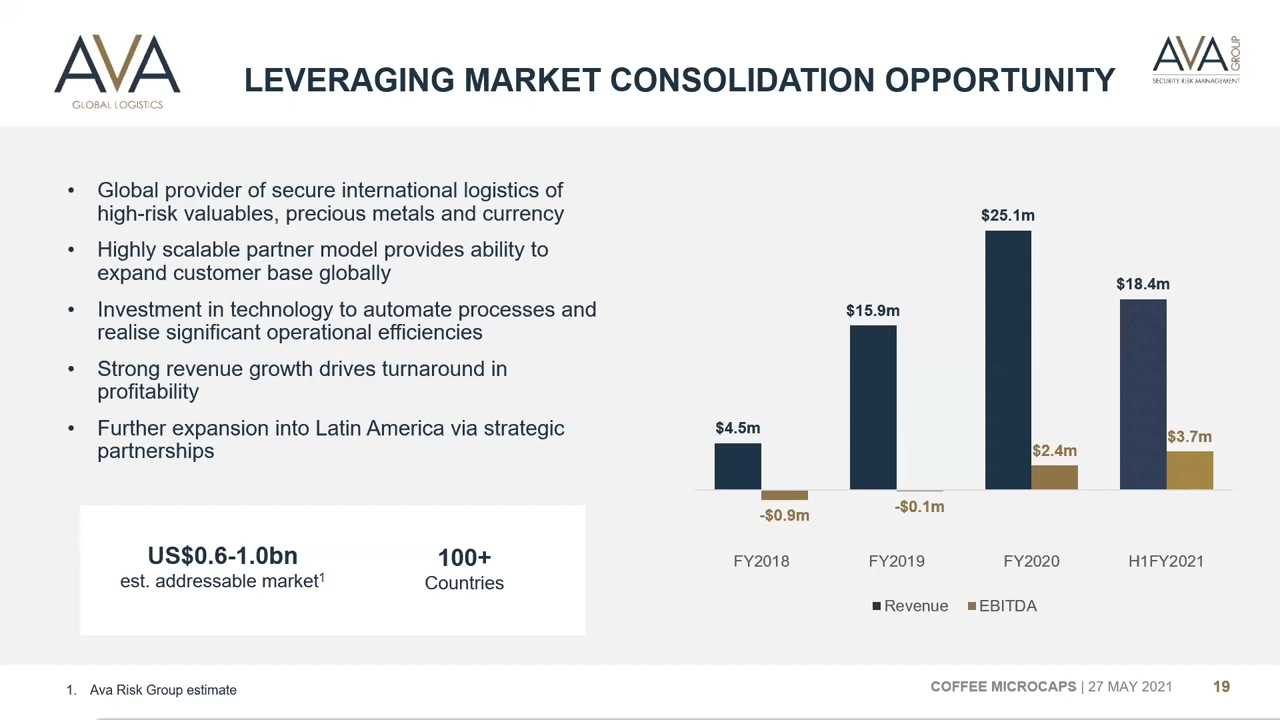 AVA
GLOBAL LOGISTICS
LEVERAGING MARKET CONSOLIDATION OPPORTUNITY
AVA GROUP
SECURITY RISK MANAGEMENT
• Global provider of secure international logistics of
high-risk valuables, precious metals and currency
• Highly scalable partner model provides ability to
expand customer base globally
• Investment in technology to automate processes and
realise significant operational efficiencies
• Strong revenue growth drives turnaround in
profitability
• Further expansion into Latin America via strategic
partnerships
US$0.6-1.0bn
est. addressable market1
100+
Countries
$4.5m
-$0.9m
$15.9m
-$0.1m
$25.1m
$2.4m
$18.4m
$3.7m
FY2018 FY2019 FY2020 H1FY2021
Revenue EBITDA
1. Ava Risk Group estimate
COFFEE MICROCAPS | 27 MAY 2021 19